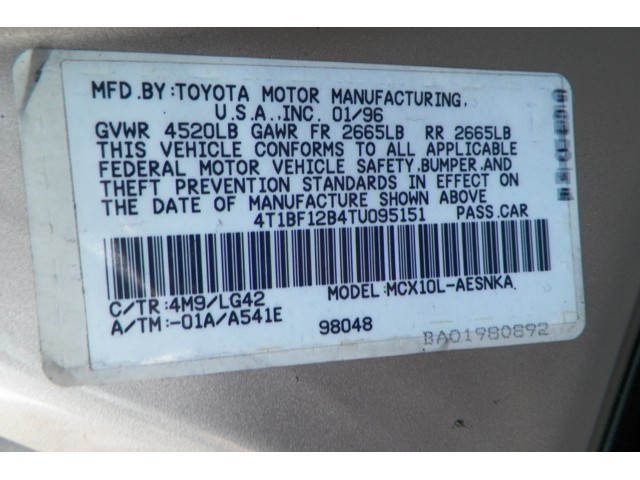 MFD.BY:TOYOTA MOTOR MANUFACTURING,
U.S.A.,INC. 01/96
GVWR 4520LB GAWR FR 2665LB RR 2665LB
THIS VEHICLE CONFORMS TO ALL APPLICABLE
FEDERAL MOTOR VEHICLE SAFETY,BUMPER,AND
THEFT PREVENTION STANDARDS IN EFFECT ON
THE DATE OF MANUFACTURE SHOWN ABOVE
4T1BF12B4TU095151 PASS.CAR
C/TR:4M9/LG42 MODEL:MCX10L-AESNKA
A/TM:-01A/A541E 98048
BA01980892